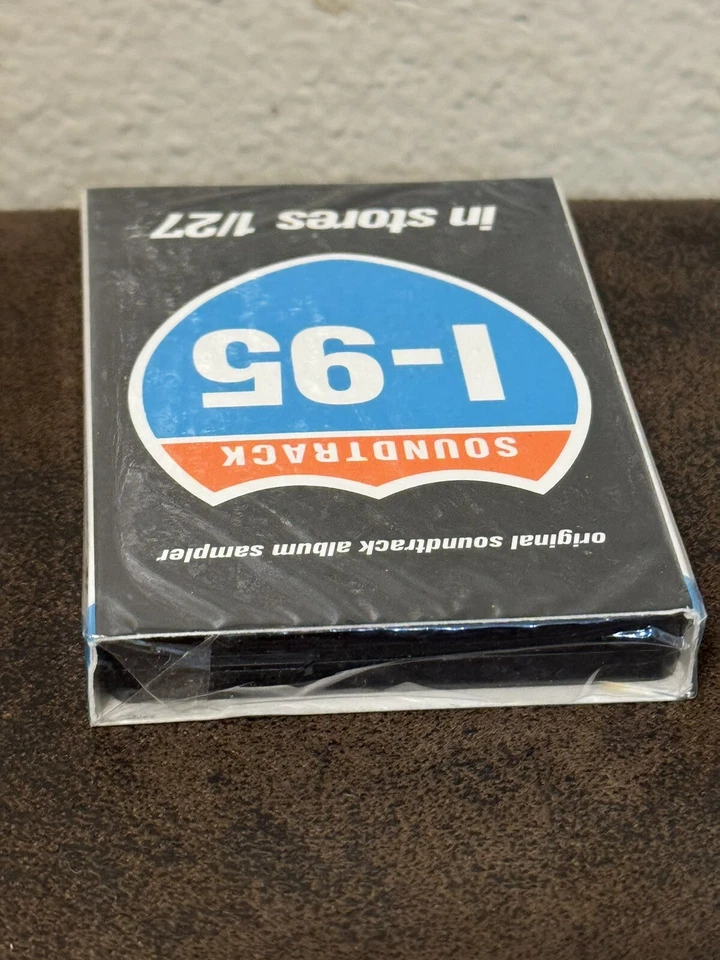 original soundtrack album sampler
SOUNDTRACK
I-95
in stores 1/27